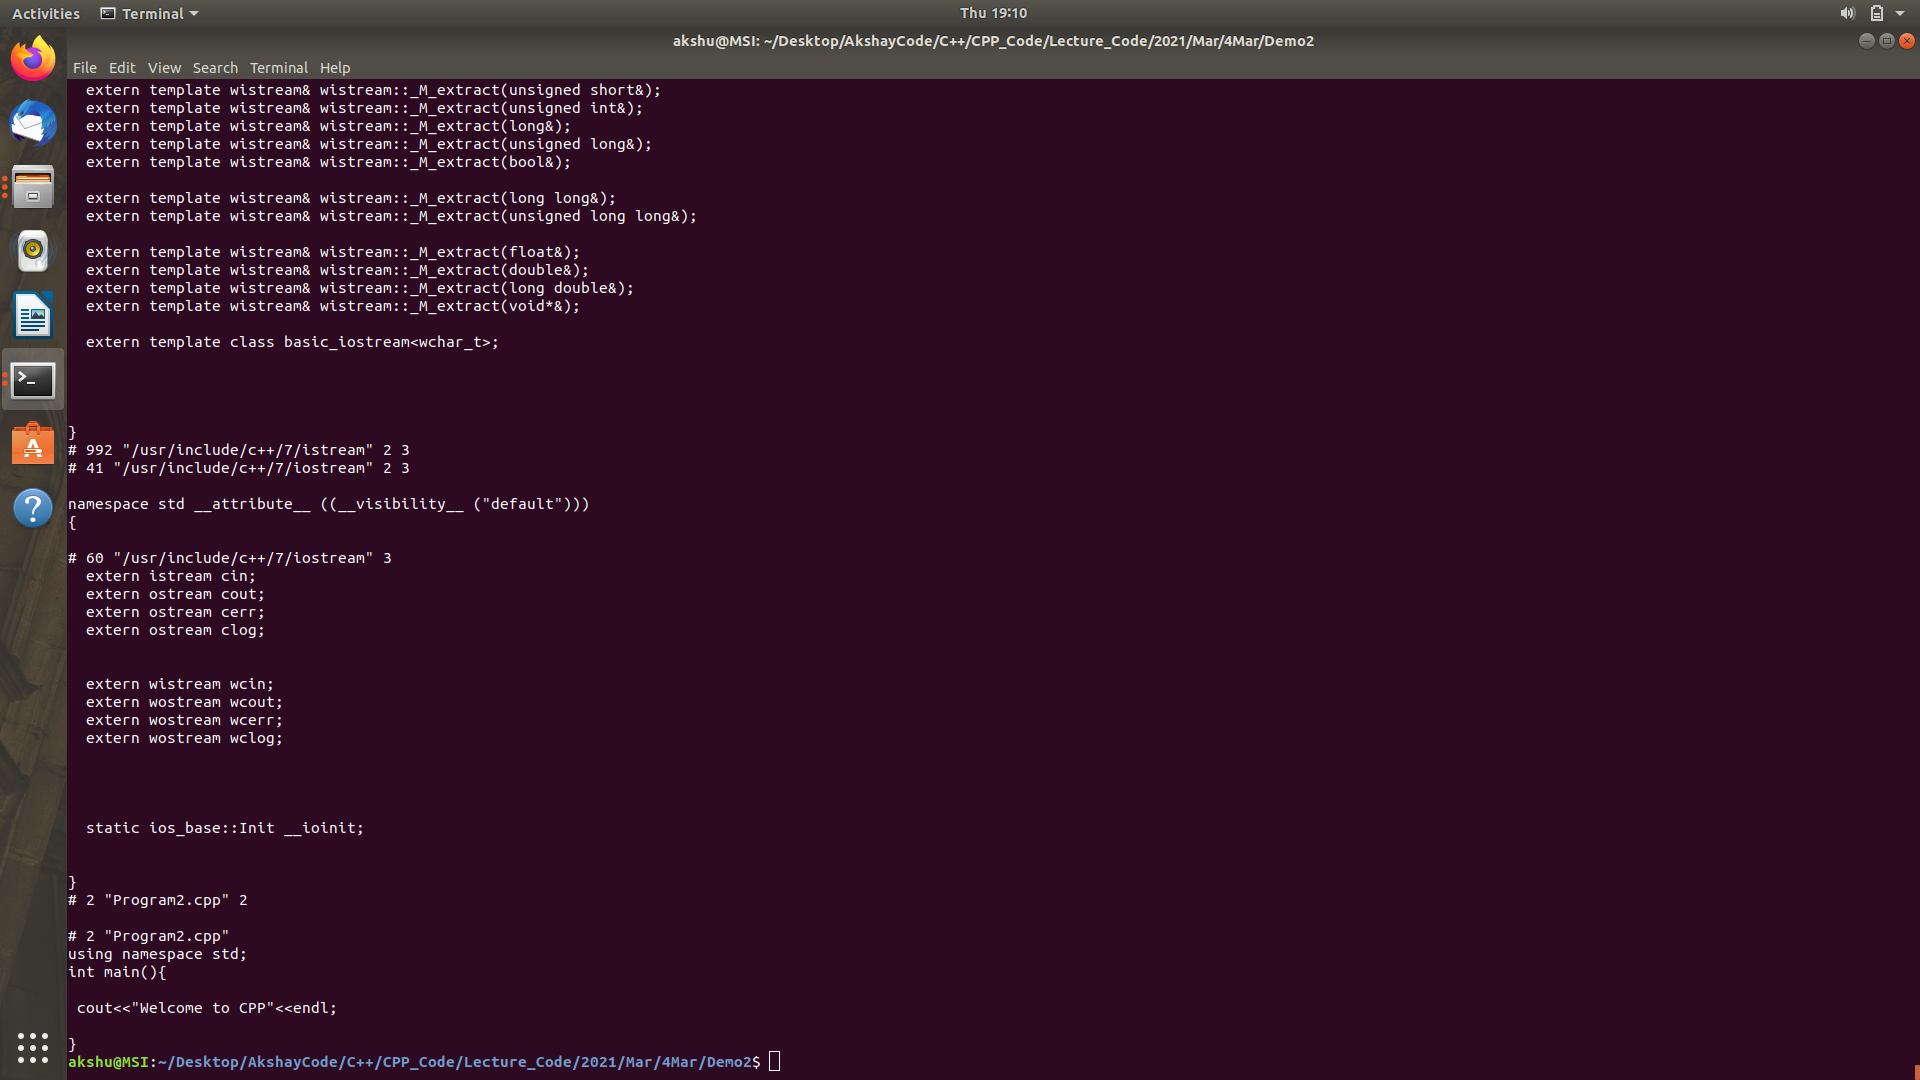 Activities Terminal Thu 19:10
akshu@MSI: ~/Desktop/AkshayCode/C++/CPP_Code/Lecture_Code/2021/Mar/4Mar/Demo2
File Edit View Search Terminal Help
extern template wistream& wistream::_M_extract(unsigned short&);
extern template wistream& wistream::_M_extract(unsigned int&);
extern template wistream& wistream::_M_extract(long&);
extern template wistream& wistream::_M_extract(unsigned long&);
extern template wistream& wistream::_M_extract(bool&);
extern template wistream& wistream::_M_extract(long long&);
extern template wistream& wistream::_M_extract(unsigned long long&);
extern template wistream& wistream::_M_extract(float&);
extern template wistream& wistream::_M_extract(double&);
extern template wistream& wistream::_M_extract(long double&);
extern template wistream& wistream::_M_extract(void*&);
extern template class basic_iostream<wchar_t>;
}
# 992 "/usr/include/c++/7/istream" 2 3
# 41 "/usr/include/c++/7/iostream" 2 3
namespace std __attribute__ ((__visibility__ ("default")))
{
# 60 "/usr/include/c++/7/iostream" 3
extern istream cin;
extern ostream cout;
extern ostream cerr;
extern ostream clog;
extern wistream wcin;
extern wostream wcout;
extern wostream wcerr;
extern wostream wclog;
static ios_base::Init __ioinit;
}
# 2 "Program2.cpp" 2
# 2 "Program2.cpp"
using namespace std;
int main(){
cout<<"Welcome to CPP"<<endl;
}
akshu@MSI:~/Desktop/AkshayCode/C++/CPP_Code/Lecture_Code/2021/Mar/4Mar/Demo2$